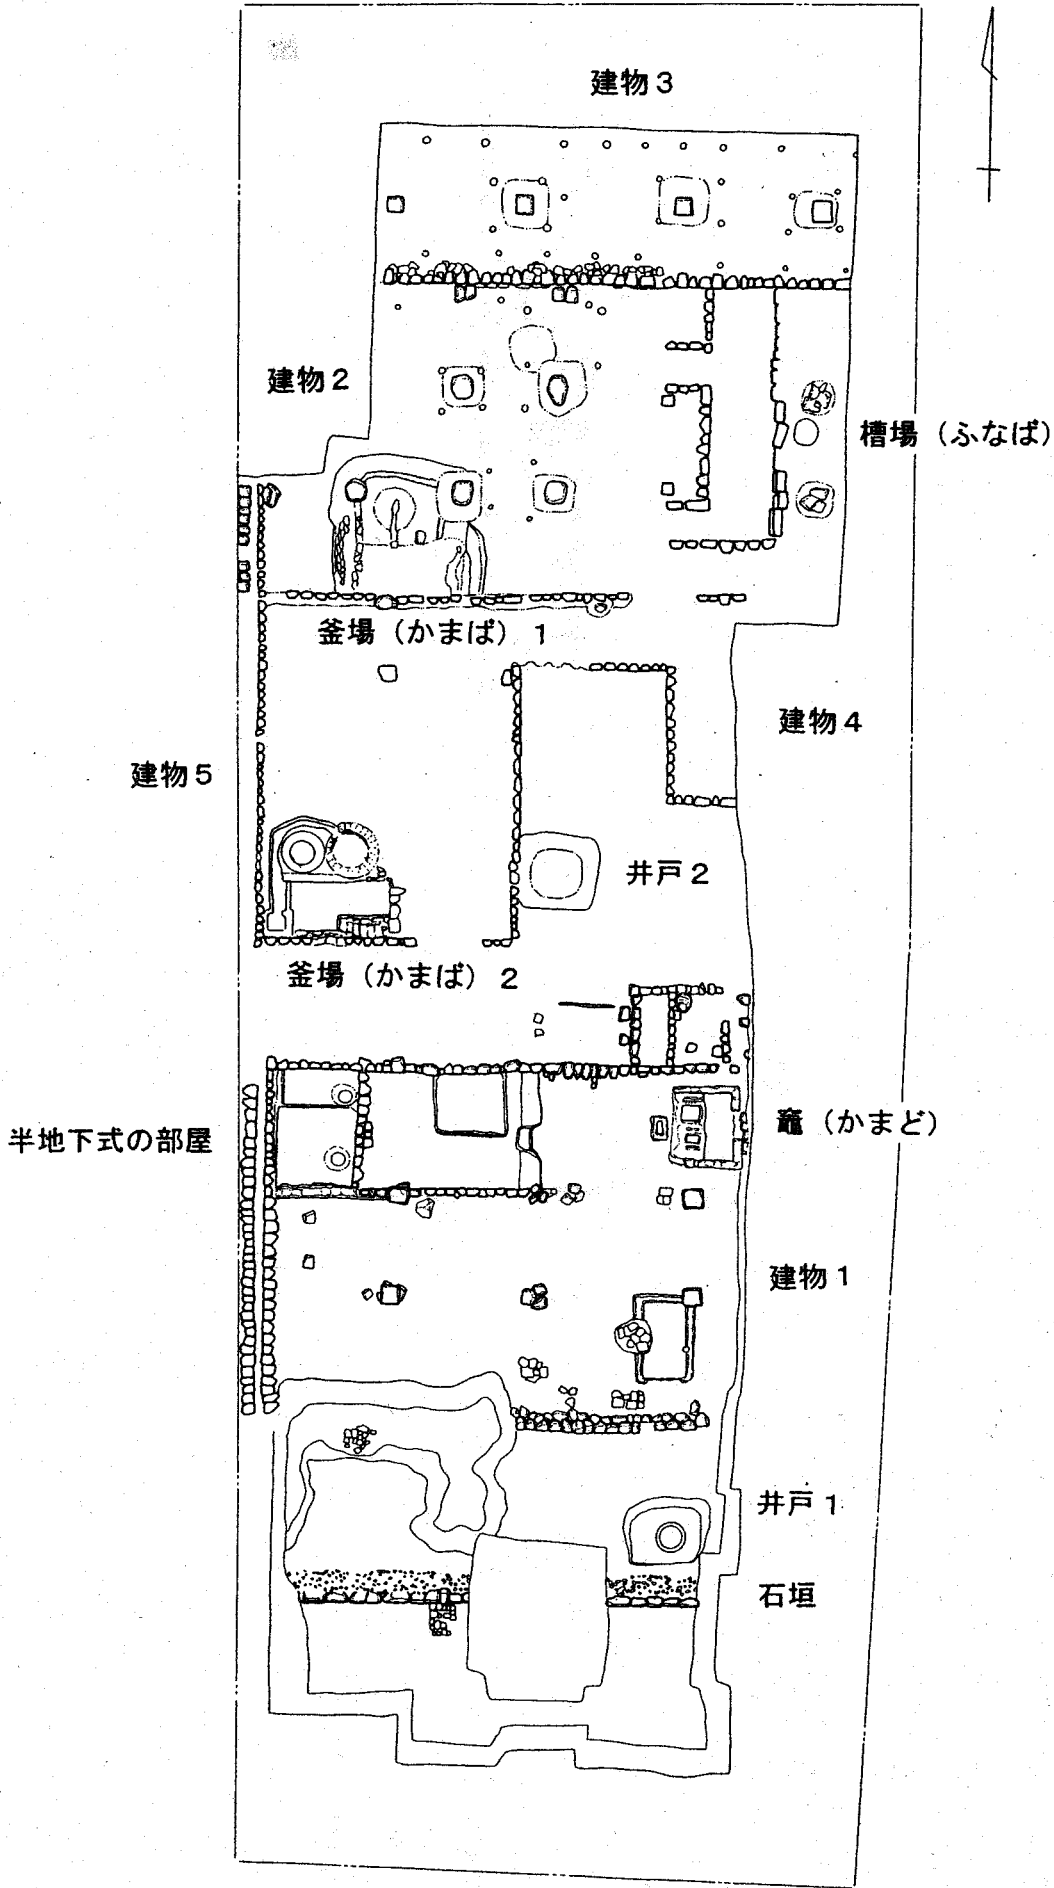 建物3
建物2
槽場（ふなば）
釜場（かまば）1
建物4
建物5
井戸2
釜場（かまば）2
竈（かまど）
半地下式の部屋
建物1
井戸1
石垣